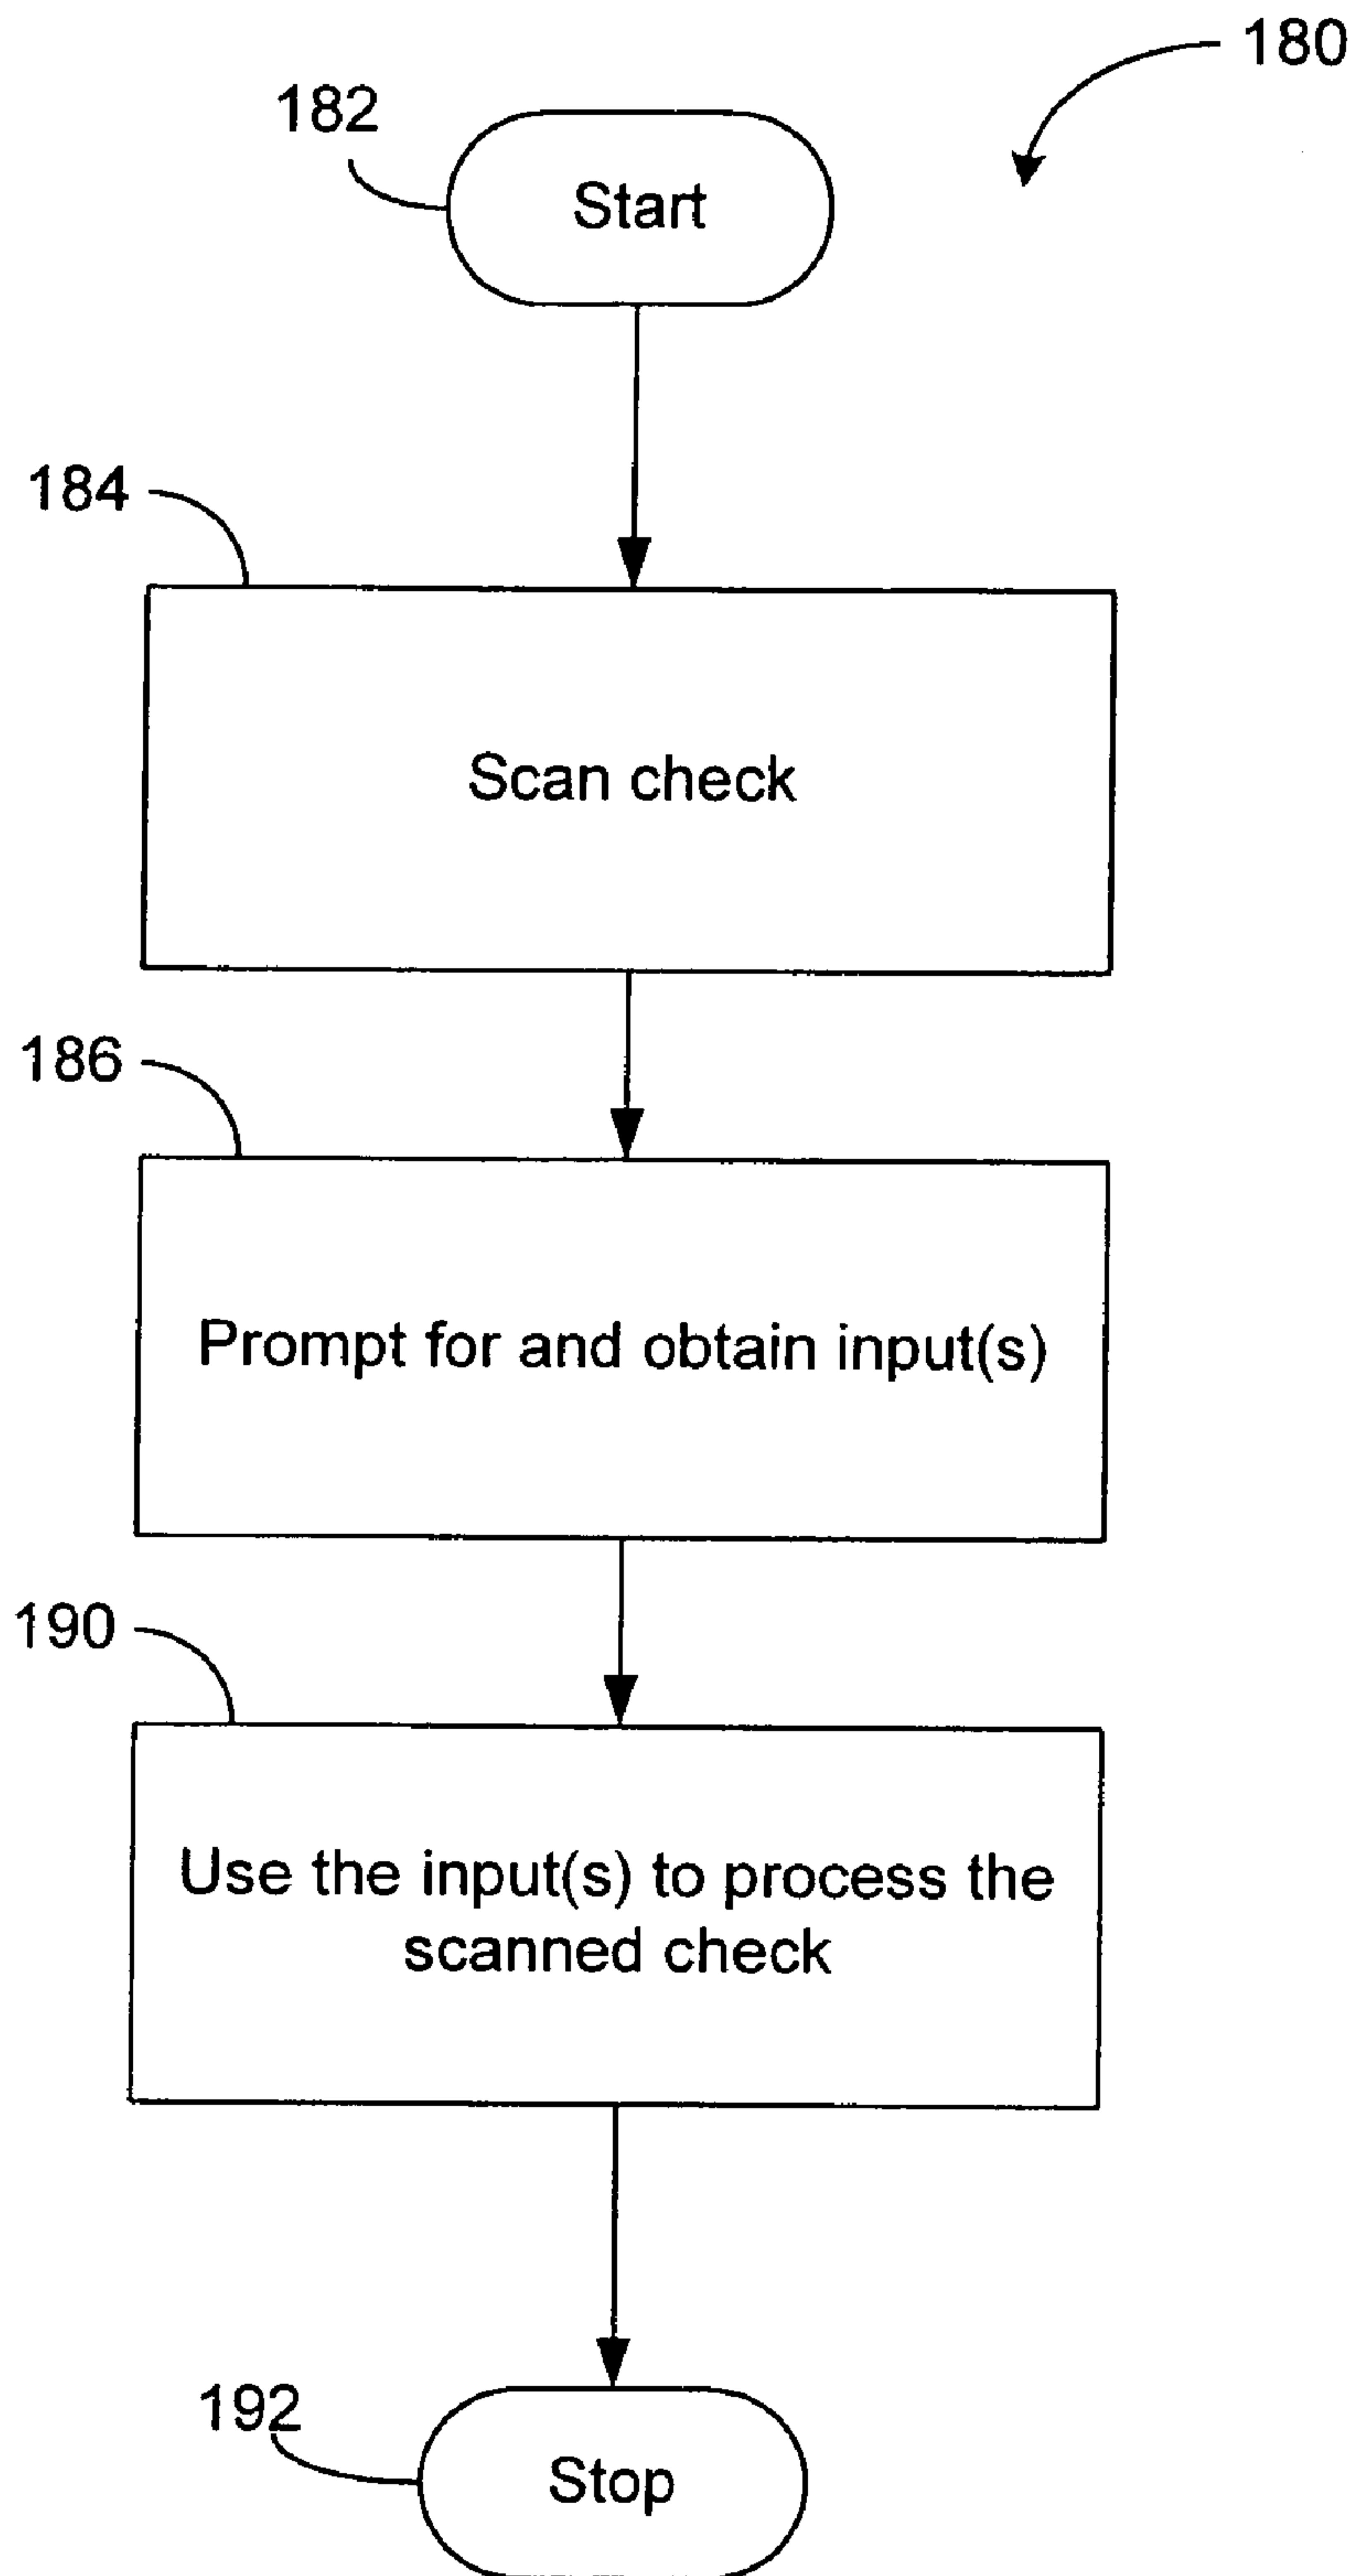 180
182
Start
184
Scan check
186
Prompt for and obtain input(s)
190
Use the input(s) to process the
scanned check
192
Stop